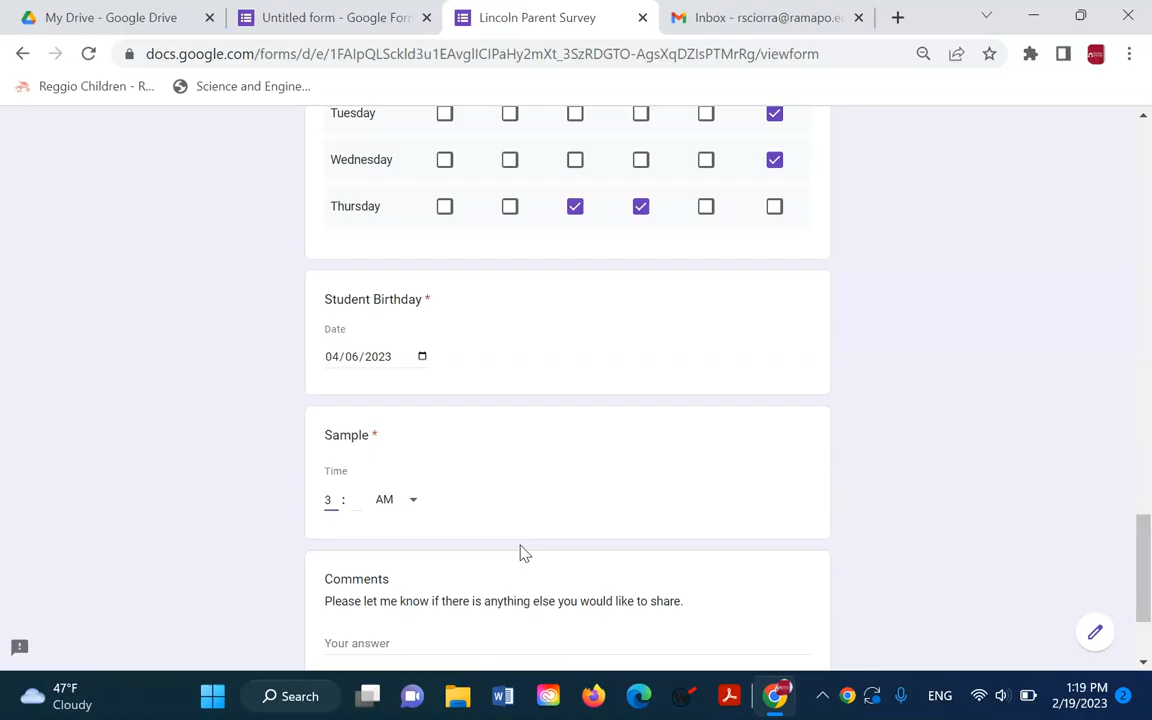 My Drive - Google Drive
Untitled form - Google For
Lincoln Parent Survey
Inbox - rsciorra@ramapo.e
docs.google.com/forms/d/e/1FAIpQLSckld3u1EAvgllCIPaHy2mXt_3SzRDGTO-AgsXqDZIsPTMrRg/viewform
Reggio Children - R...
Science and Engine...
Tuesday
Wednesday
Thursday
Student Birthday *
Date
04/06/2023
Sample *
Time
3 : AM
Comments
Please let me know if there is anything else you would like to share.
Your answer
47°F
Cloudy
Search
ENG
1:19 PM
2/19/2023
2